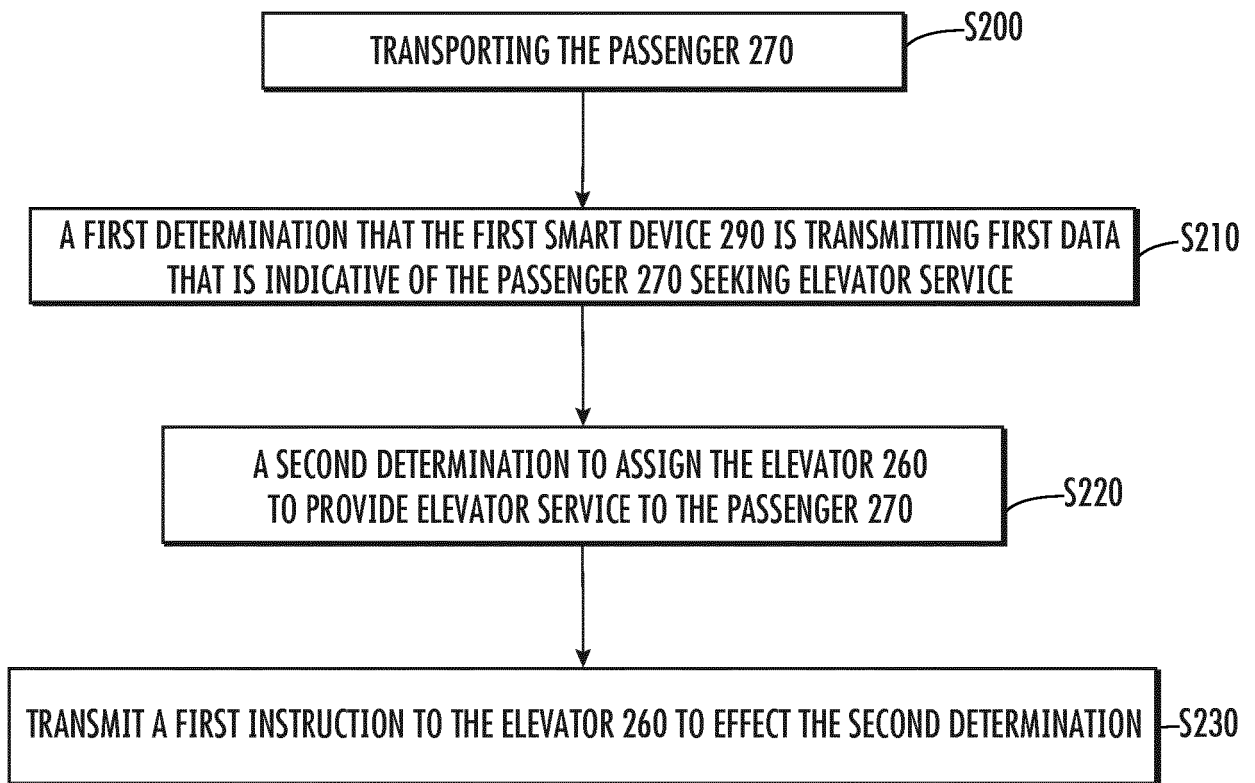 TRANSPORTING THE PASSENGER 270
S200
A FIRST DETERMINATION THAT THE FIRST SMART DEVICE 290 IS TRANSMITTING FIRST DATA
THAT IS INDICATIVE OF THE PASSENGER 270 SEEKING ELEVATOR SERVICE
S210
A SECOND DETERMINATION TO ASSIGN THE ELEVATOR 260
TO PROVIDE ELEVATOR SERVICE TO THE PASSENGER 270
S220
TRANSMIT A FIRST INSTRUCTION TO THE ELEVATOR 260 TO EFFECT THE SECOND DETERMINATION
S230